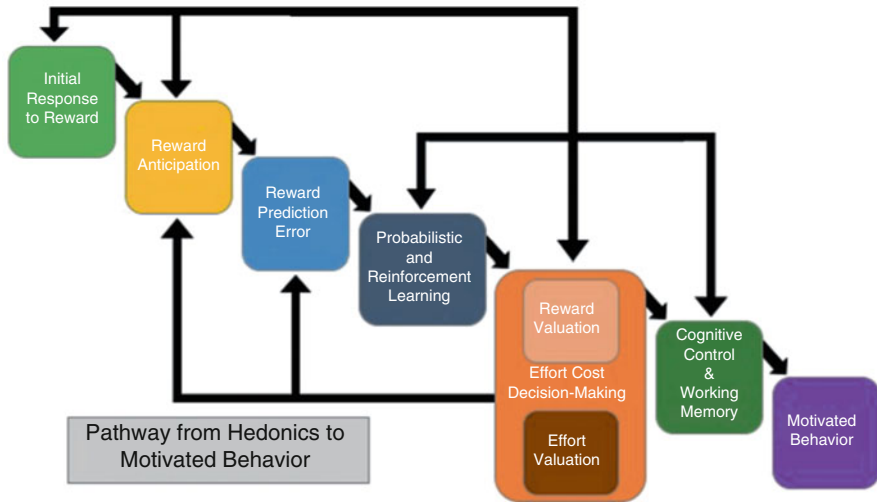 Initial
Response
to Reward
Reward
Anticipation
Reward
Prediction
Error
Probabilistic
and
Reinforcement
Learning
Reward
Valuation
Effort Cost
Decision-Making
Effort
Valuation
Cognitive
Control
&
Working
Memory
Motivated
Behavior
Pathway from Hedonics to
Motivated Behavior